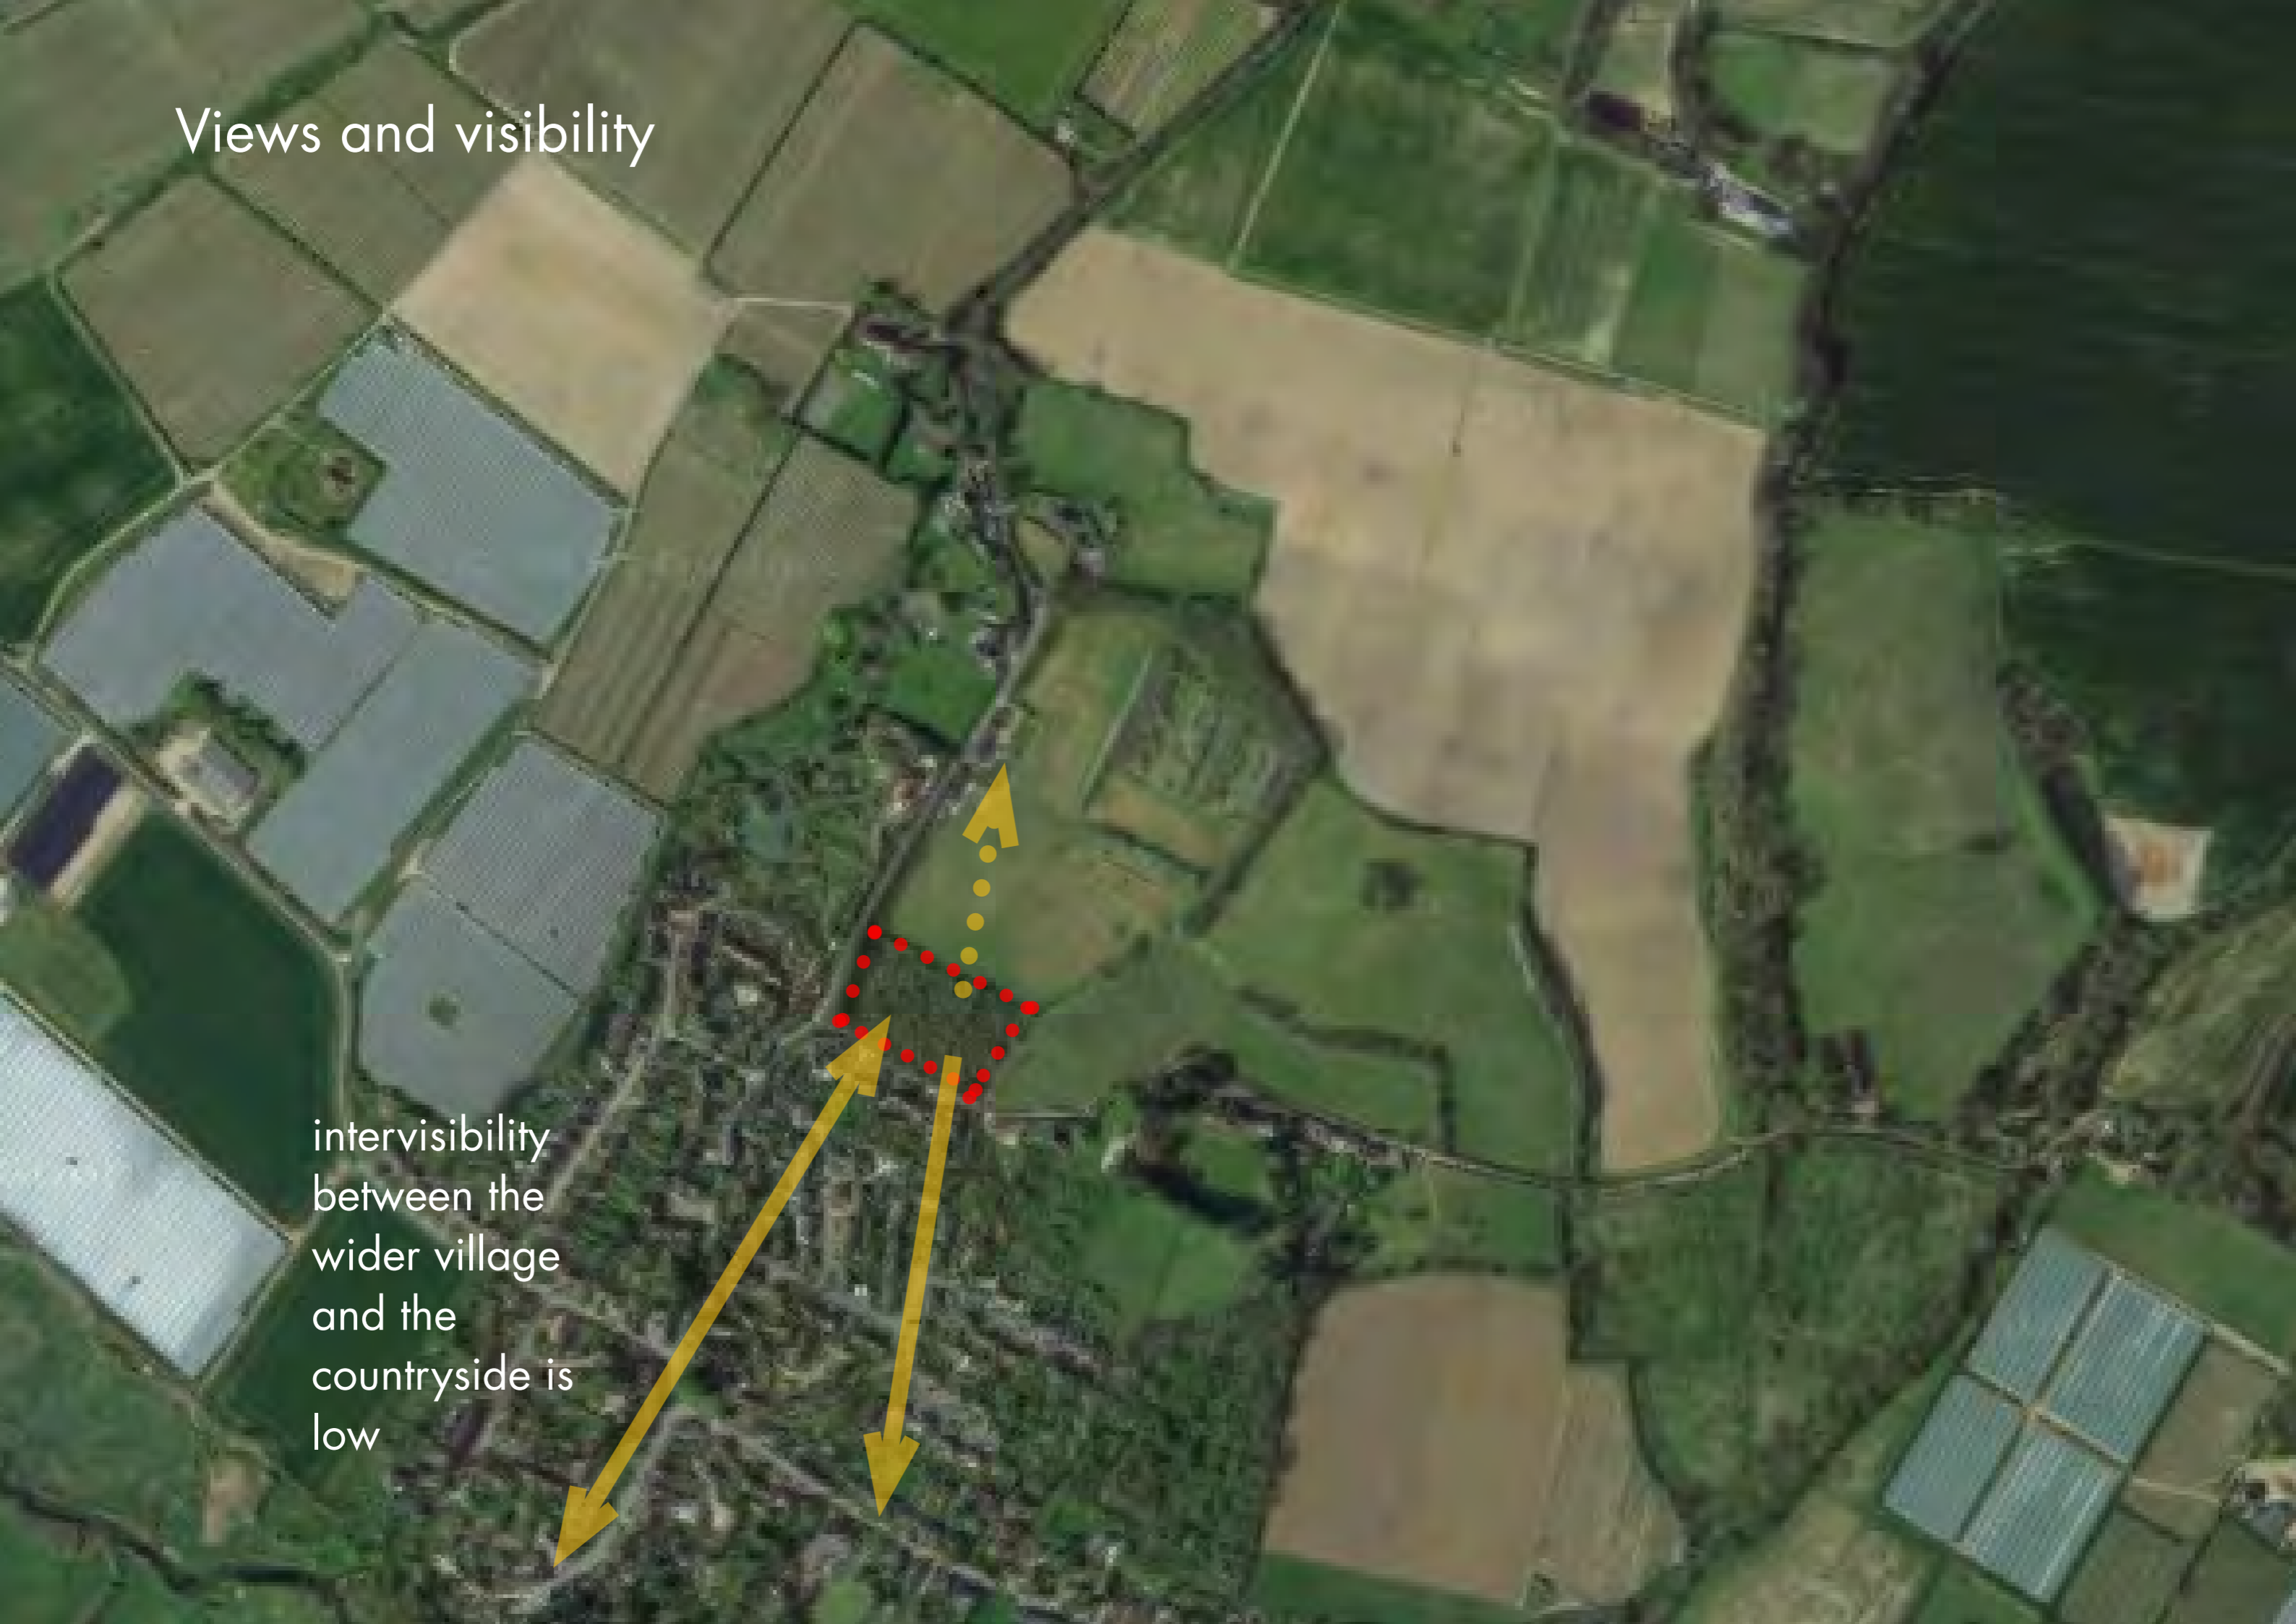 Views and visibility
intervisibility
between the
wider village
and the
countryside is
low